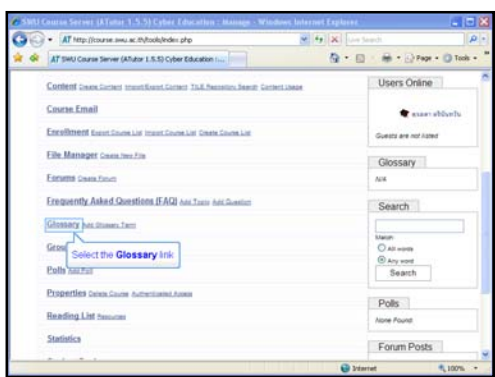 SWU Course Server (ATutor 1.5.5) Cyber Education : Manage - Windows Internet Explorer
http://course.swu.ac.th/tools/index.php
Live Search
SWU Course Server (ATutor 1.5.5) Cyber Education : ...
Page Tools
Content Create Content Import/Export Content TILE Repository Search Content Usage
Course Email
Enrollment Export Course List Import Course List Create Course List
File Manager Create New File
Forums Create Forum
Frequently Asked Questions (FAQ) Add Topic Add Question
Glossary Add Glossary Term
Select the Glossary link
Polls Add Poll
Properties Delete Course Authenticated Access
Reading List Resources
Statistics
Users Online
Guests are not listed
Glossary
N/A
Search
Match:
All words
Any word
Search
Polls
None Found
Forum Posts
Internet
100%